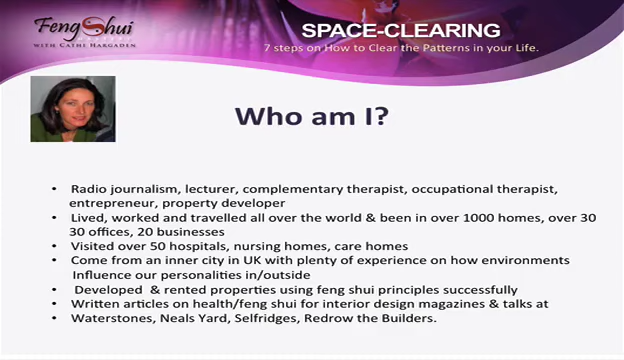 Feng Shui
WITH CATHE HARGADEN
SPACE-CLEARING
7 steps on How to Clear the Patterns in your Life.
Who am I?
• Radio journalism, lecturer, complementary therapist, occupational therapist,
entrepreneur, property developer
• Lived, worked and travelled all over the world & been in over 1000 homes, over 30
30 offices, 20 businesses
• Visited over 50 hospitals, nursing homes, care homes
• Come from an inner city in UK with plenty of experience on how environments
Influence our personalities in/outside
• Developed & rented properties using feng shui principles successfully
• Written articles on health/feng shui for interior design magazines & talks at
• Waterstones, Neals Yard, Selfridges, Redrow the Builders.